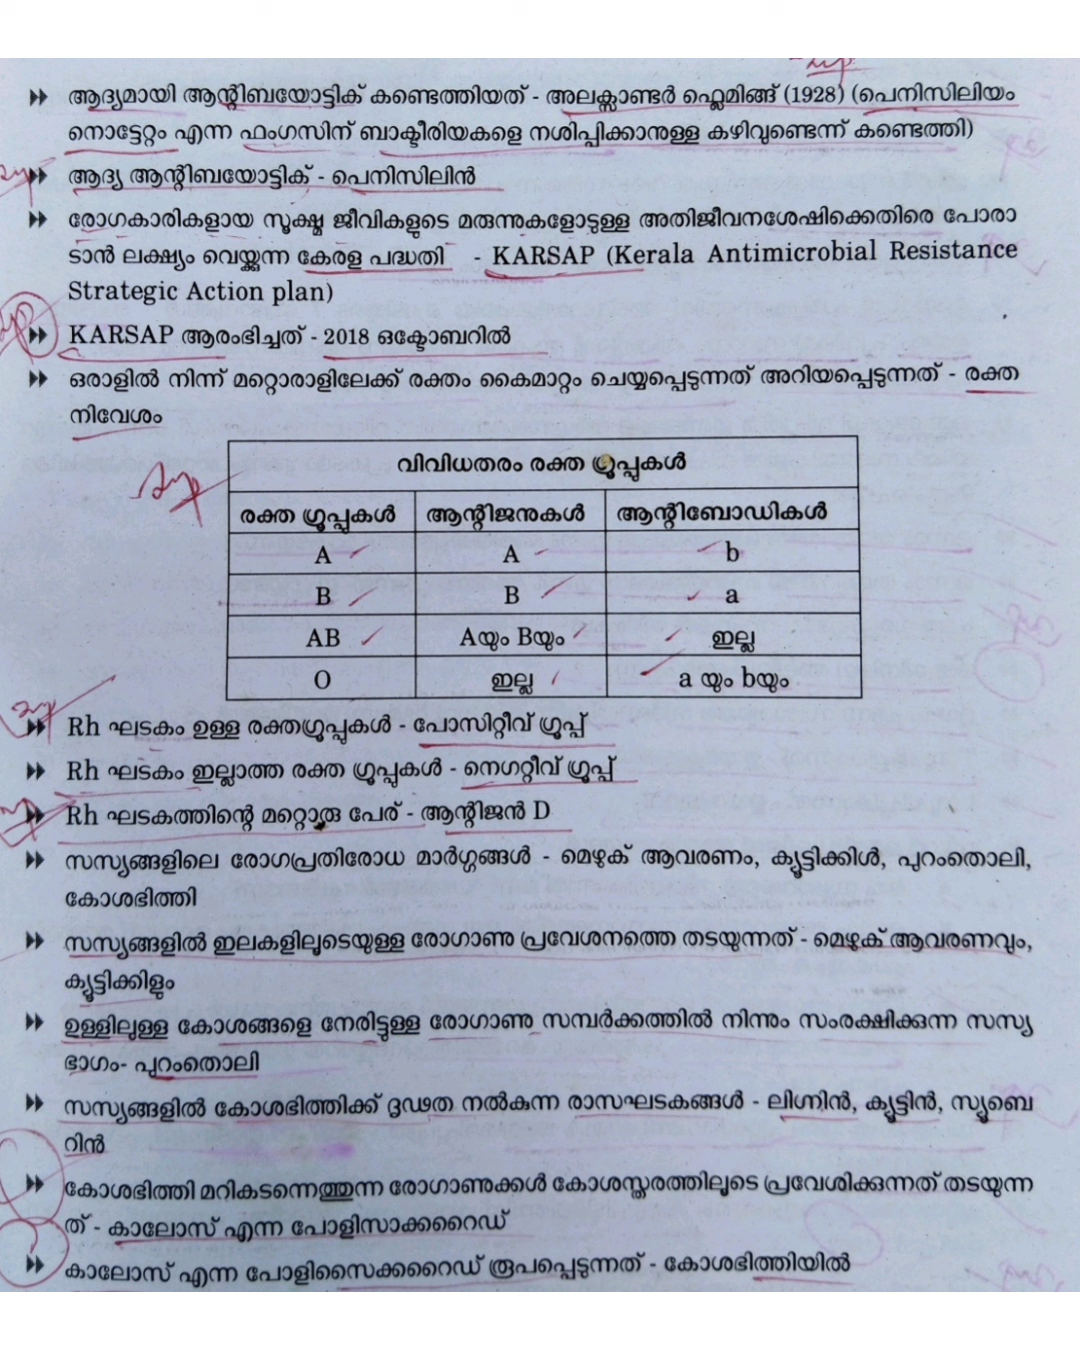 ആദ്യമായി ആന്റിബയോട്ടിക് കണ്ടെത്തിയത് - അലക്സാണ്ടർ ഫ്ലെമിങ്ങ് (1928) (പെനിസിലിയം
നൊട്ടേറ്റം എന്ന ഫംഗസിന് ബാക്ടീരിയകളെ നശിപ്പിക്കാനുള്ള കഴിവുണ്ടെന്ന് കണ്ടെത്തി)
ആദ്യ ആന്റിബയോട്ടിക് - പെനിസിലിൻ
രോഗകാരികളായ സൂക്ഷ്മ ജീവികളുടെ മരുന്നുകളോടുള്ള അതിജീവനശേഷിക്കെതിരെ പോരാ
ടാൻ ലക്ഷ്യം വെയ്ക്കുന്ന കേരള പദ്ധതി - KARSAP (Kerala Antimicrobial Resistance
Strategic Action plan)
KARSAP ആരംഭിച്ചത് - 2018 ഒക്ടോബറിൽ
ഒരാളിൽ നിന്ന് മറ്റൊരാളിലേക്ക് രക്തം കൈമാറ്റം ചെയ്യപ്പെടുന്നത് അറിയപ്പെടുന്നത് - രക്ത
നിവേശം
വിവിധതരം രക്ത ഗ്രൂപ്പുകൾ
രക്ത ഗ്രൂപ്പുകൾ ആന്റിജനുകൾ ആന്റിബോഡികൾ
A A b
B B a
AB Aയും Bയും ഇല്ല
O ഇല്ല a യും bയും
Rh ഘടകം ഉള്ള രക്തഗ്രൂപ്പുകൾ - പോസിറ്റീവ് ഗ്രൂപ്പ്
Rh ഘടകം ഇല്ലാത്ത രക്ത ഗ്രൂപ്പുകൾ - നെഗറ്റീവ് ഗ്രൂപ്പ്
Rh ഘടകത്തിന്റെ മറ്റൊരു പേര് - ആന്റിജൻ D
സസ്യങ്ങളിലെ രോഗപ്രതിരോധ മാർഗ്ഗങ്ങൾ - മെഴുക് ആവരണം, ക്യൂട്ടിക്കിൾ, പുറംതൊലി,
കോശഭിത്തി
സസ്യങ്ങളിൽ ഇലകളിലൂടെയുള്ള രോഗാണു പ്രവേശനത്തെ തടയുന്നത് - മെഴുക് ആവരണവും,
ക്യൂട്ടിക്കിളും
ഉള്ളിലുള്ള കോശങ്ങളെ നേരിട്ടുള്ള രോഗാണു സമ്പർക്കത്തിൽ നിന്നും സംരക്ഷിക്കുന്ന സസ്യ
ഭാഗം- പുറംതൊലി
സസ്യങ്ങളിൽ കോശഭിത്തിക്ക് ദൃഢത നൽകുന്ന രാസഘടകങ്ങൾ - ലിഗ്നിൻ, ക്യൂട്ടിൻ, സ്യൂബെ
റിൻ
കോശഭിത്തി മറികടന്നെത്തുന്ന രോഗാണുക്കൾ കോശസ്തരത്തിലൂടെ പ്രവേശിക്കുന്നത് തടയുന്ന
ത് - കാലോസ് എന്ന പോളിസാക്കറൈഡ്
കാലോസ് എന്ന പോളിസൈക്കറൈഡ് രൂപപ്പെടുന്നത് - കോശഭിത്തിയിൽ